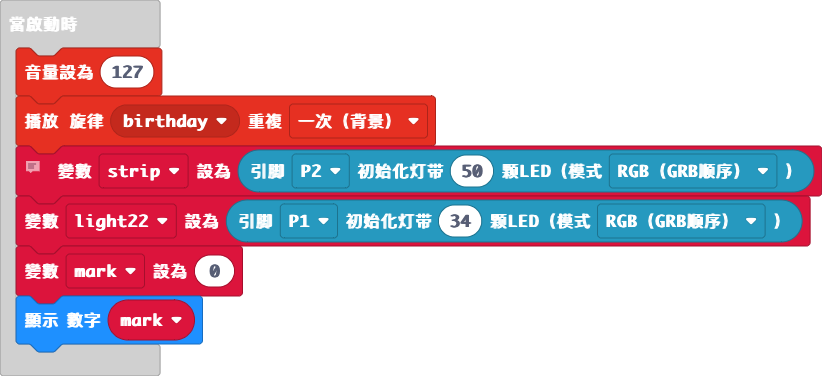 當啟動時
音量設為 127
播放 旋律 birthday 重複 一次（背景）
變數 strip 設為 引腳 P2 初始化灯带 50 顆LED（模式 RGB（GRB順序） ）
變數 light22 設為 引腳 P1 初始化灯带 34 顆LED（模式 RGB（GRB順序） ）
變數 mark 設為 0
顯示 數字 mark